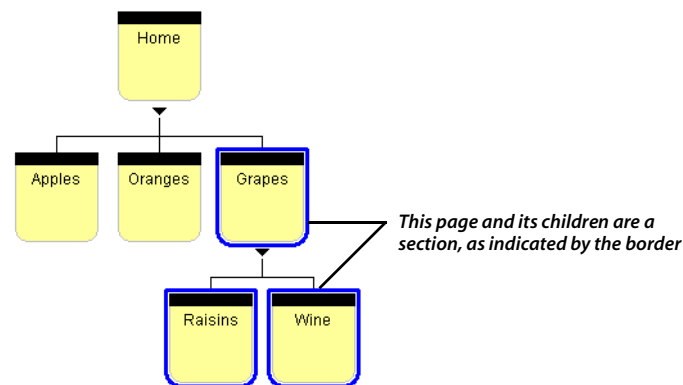 Home
Apples
Oranges
Grapes
This page and its children are a
section, as indicated by the border
Raisins
Wine